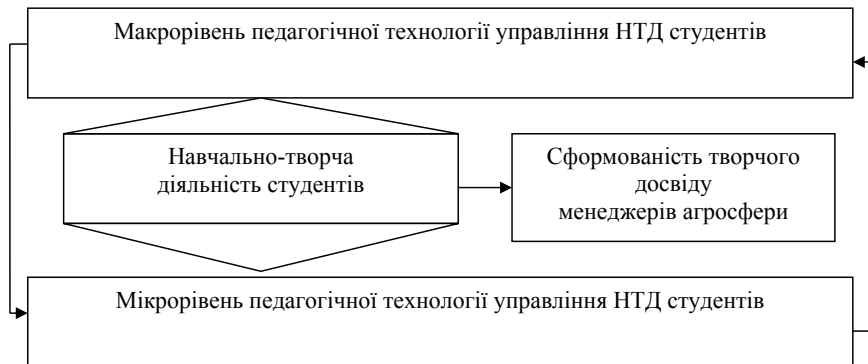 Макрорівень педагогічної технології управління НТД студентів
Навчально-творча
діяльність студентів
Сформованість творчого
досвіду
менеджерів агросфери
Мікрорівень педагогічної технології управління НТД студентів